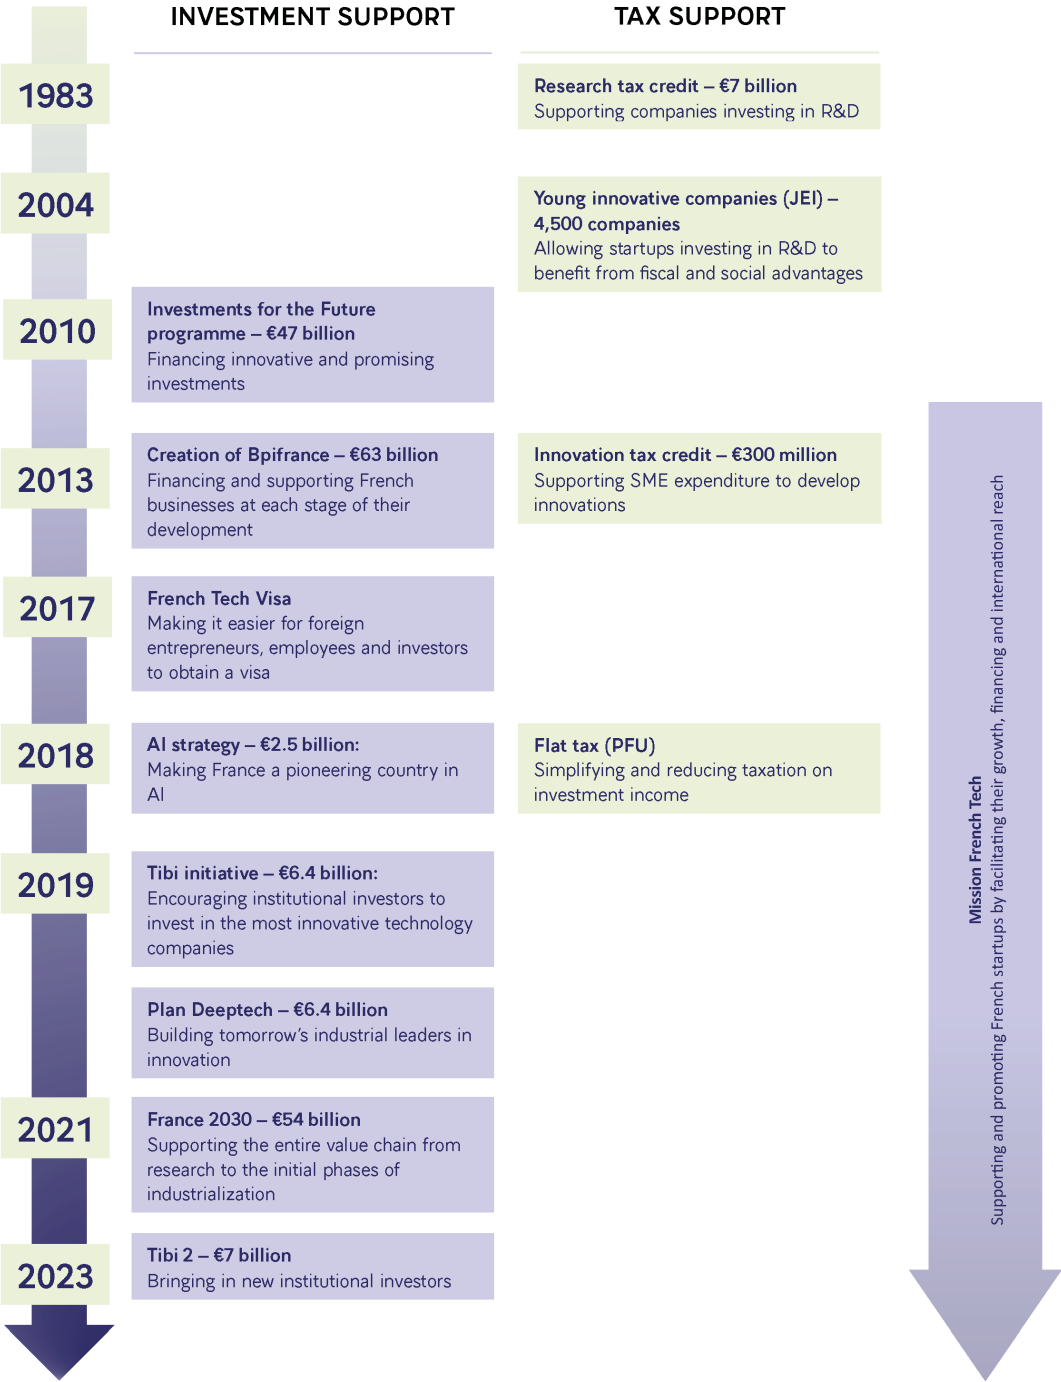 INVESTMENT SUPPORT
TAX SUPPORT
1983
Research tax credit – €7 billion
Supporting companies investing in R&D
2004
Young innovative companies (JEI) –
4,500 companies
Allowing startups investing in R&D to
benefit from fiscal and social advantages
2010
Investments for the Future
programme – €47 billion
Financing innovative and promising
investments
2013
Creation of Bpifrance – €63 billion
Financing and supporting French
businesses at each stage of their
development
Innovation tax credit – €300 million
Supporting SME expenditure to develop
innovations
2017
French Tech Visa
Making it easier for foreign
entrepreneurs, employees and investors
to obtain a visa
2018
AI strategy – €2.5 billion:
Making France a pioneering country in
AI
Flat tax (PFU)
Simplifying and reducing taxation on
investment income
2019
Tibi initiative – €6.4 billion:
Encouraging institutional investors to
invest in the most innovative technology
companies
Plan Deeptech – €6.4 billion
Building tomorrow's industrial leaders in
innovation
2021
France 2030 – €54 billion
Supporting the entire value chain from
research to the initial phases of
industrialization
2023
Tibi 2 – €7 billion
Bringing in new institutional investors
Mission French Tech
Supporting and promoting French startups by facilitating their growth, financing and international reach